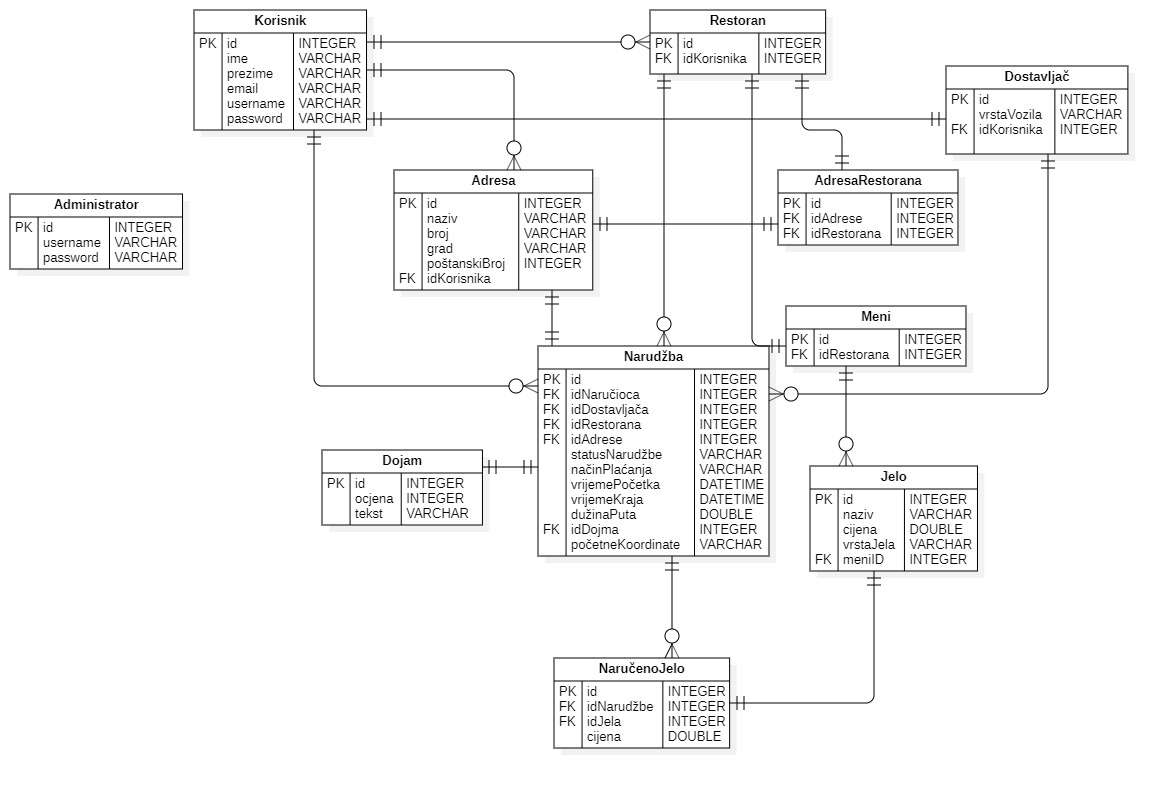 Korisnik
PK id INTEGER
ime VARCHAR
prezime VARCHAR
email VARCHAR
username VARCHAR
password VARCHAR
Restoran
PK id INTEGER
FK idKorisnika INTEGER
Dostavljač
PK id INTEGER
vrstaVozila VARCHAR
FK idKorisnika INTEGER
Administrator
PK id INTEGER
username VARCHAR
password VARCHAR
Adresa
PK id INTEGER
naziv VARCHAR
broj VARCHAR
grad VARCHAR
poštanskiBroj INTEGER
FK idKorisnika
AdresaRestorana
PK id INTEGER
FK idAdrese INTEGER
FK idRestorana INTEGER
Meni
PK id INTEGER
FK idRestorana INTEGER
Narudžba
PK id INTEGER
FK idNaručioca INTEGER
FK idDostavljača INTEGER
FK idRestorana INTEGER
FK idAdrese INTEGER
statusNarudžbe VARCHAR
načinPlaćanja VARCHAR
vrijemePočetka DATETIME
vrijemeKraja DATETIME
dužinaPuta DOUBLE
FK idDojma INTEGER
početneKoordinate VARCHAR
Dojam
PK id INTEGER
ocjena INTEGER
tekst VARCHAR
Jelo
PK id INTEGER
naziv VARCHAR
cijena DOUBLE
vrstaJela VARCHAR
FK meniID INTEGER
NaručenoJelo
PK id INTEGER
FK idNarudžbe INTEGER
FK idJela INTEGER
cijena DOUBLE